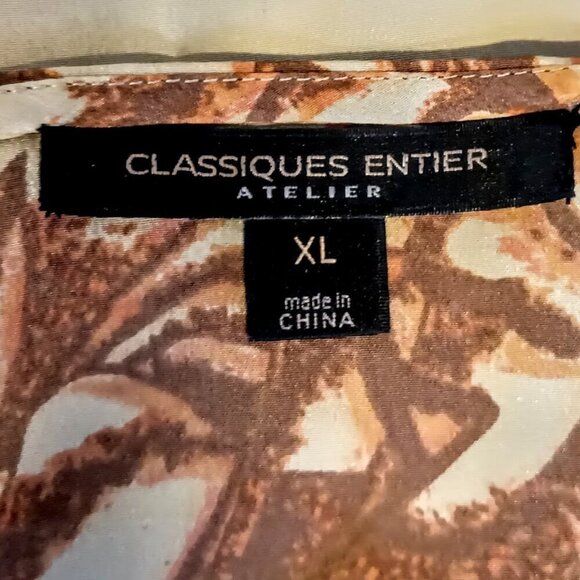 CLASSIQUES ENTIER
ATELIER
XL
made in
CHINA